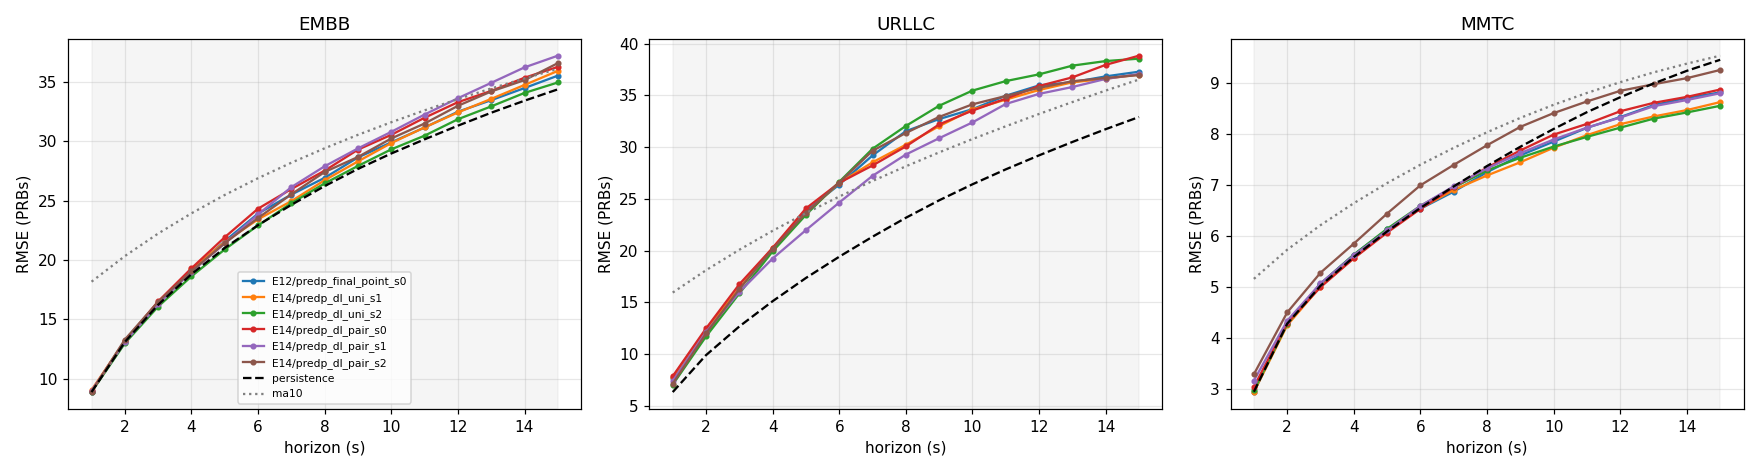 EMBB
RMSE (PRBs)
35
30
25
20
15
10
2
4
6
8
10
12
14
horizon (s)
E12/predp_final_point_s0
E14/predp_dl_uni_s1
E14/predp_dl_uni_s2
E14/predp_dl_pair_s0
E14/predp_dl_pair_s1
E14/predp_dl_pair_s2
persistence
ma10
URLLC
RMSE (PRBs)
40
35
30
25
20
15
10
5
2
4
6
8
10
12
14
horizon (s)
MMTC
RMSE (PRBs)
9
8
7
6
5
4
3
2
4
6
8
10
12
14
horizon (s)